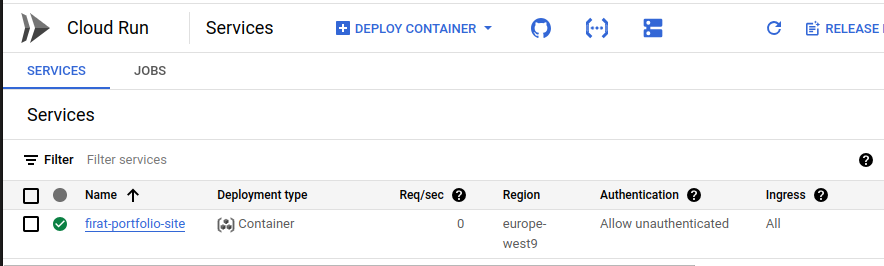 Cloud Run
Services
DEPLOY CONTAINER
RELEASE
SERVICES
JOBS
Services
Filter
Filter services
Name
Deployment type
Req/sec
Region
Authentication
Ingress
firat-portfolio-site
Container
0
europe-
west9
Allow unauthenticated
All